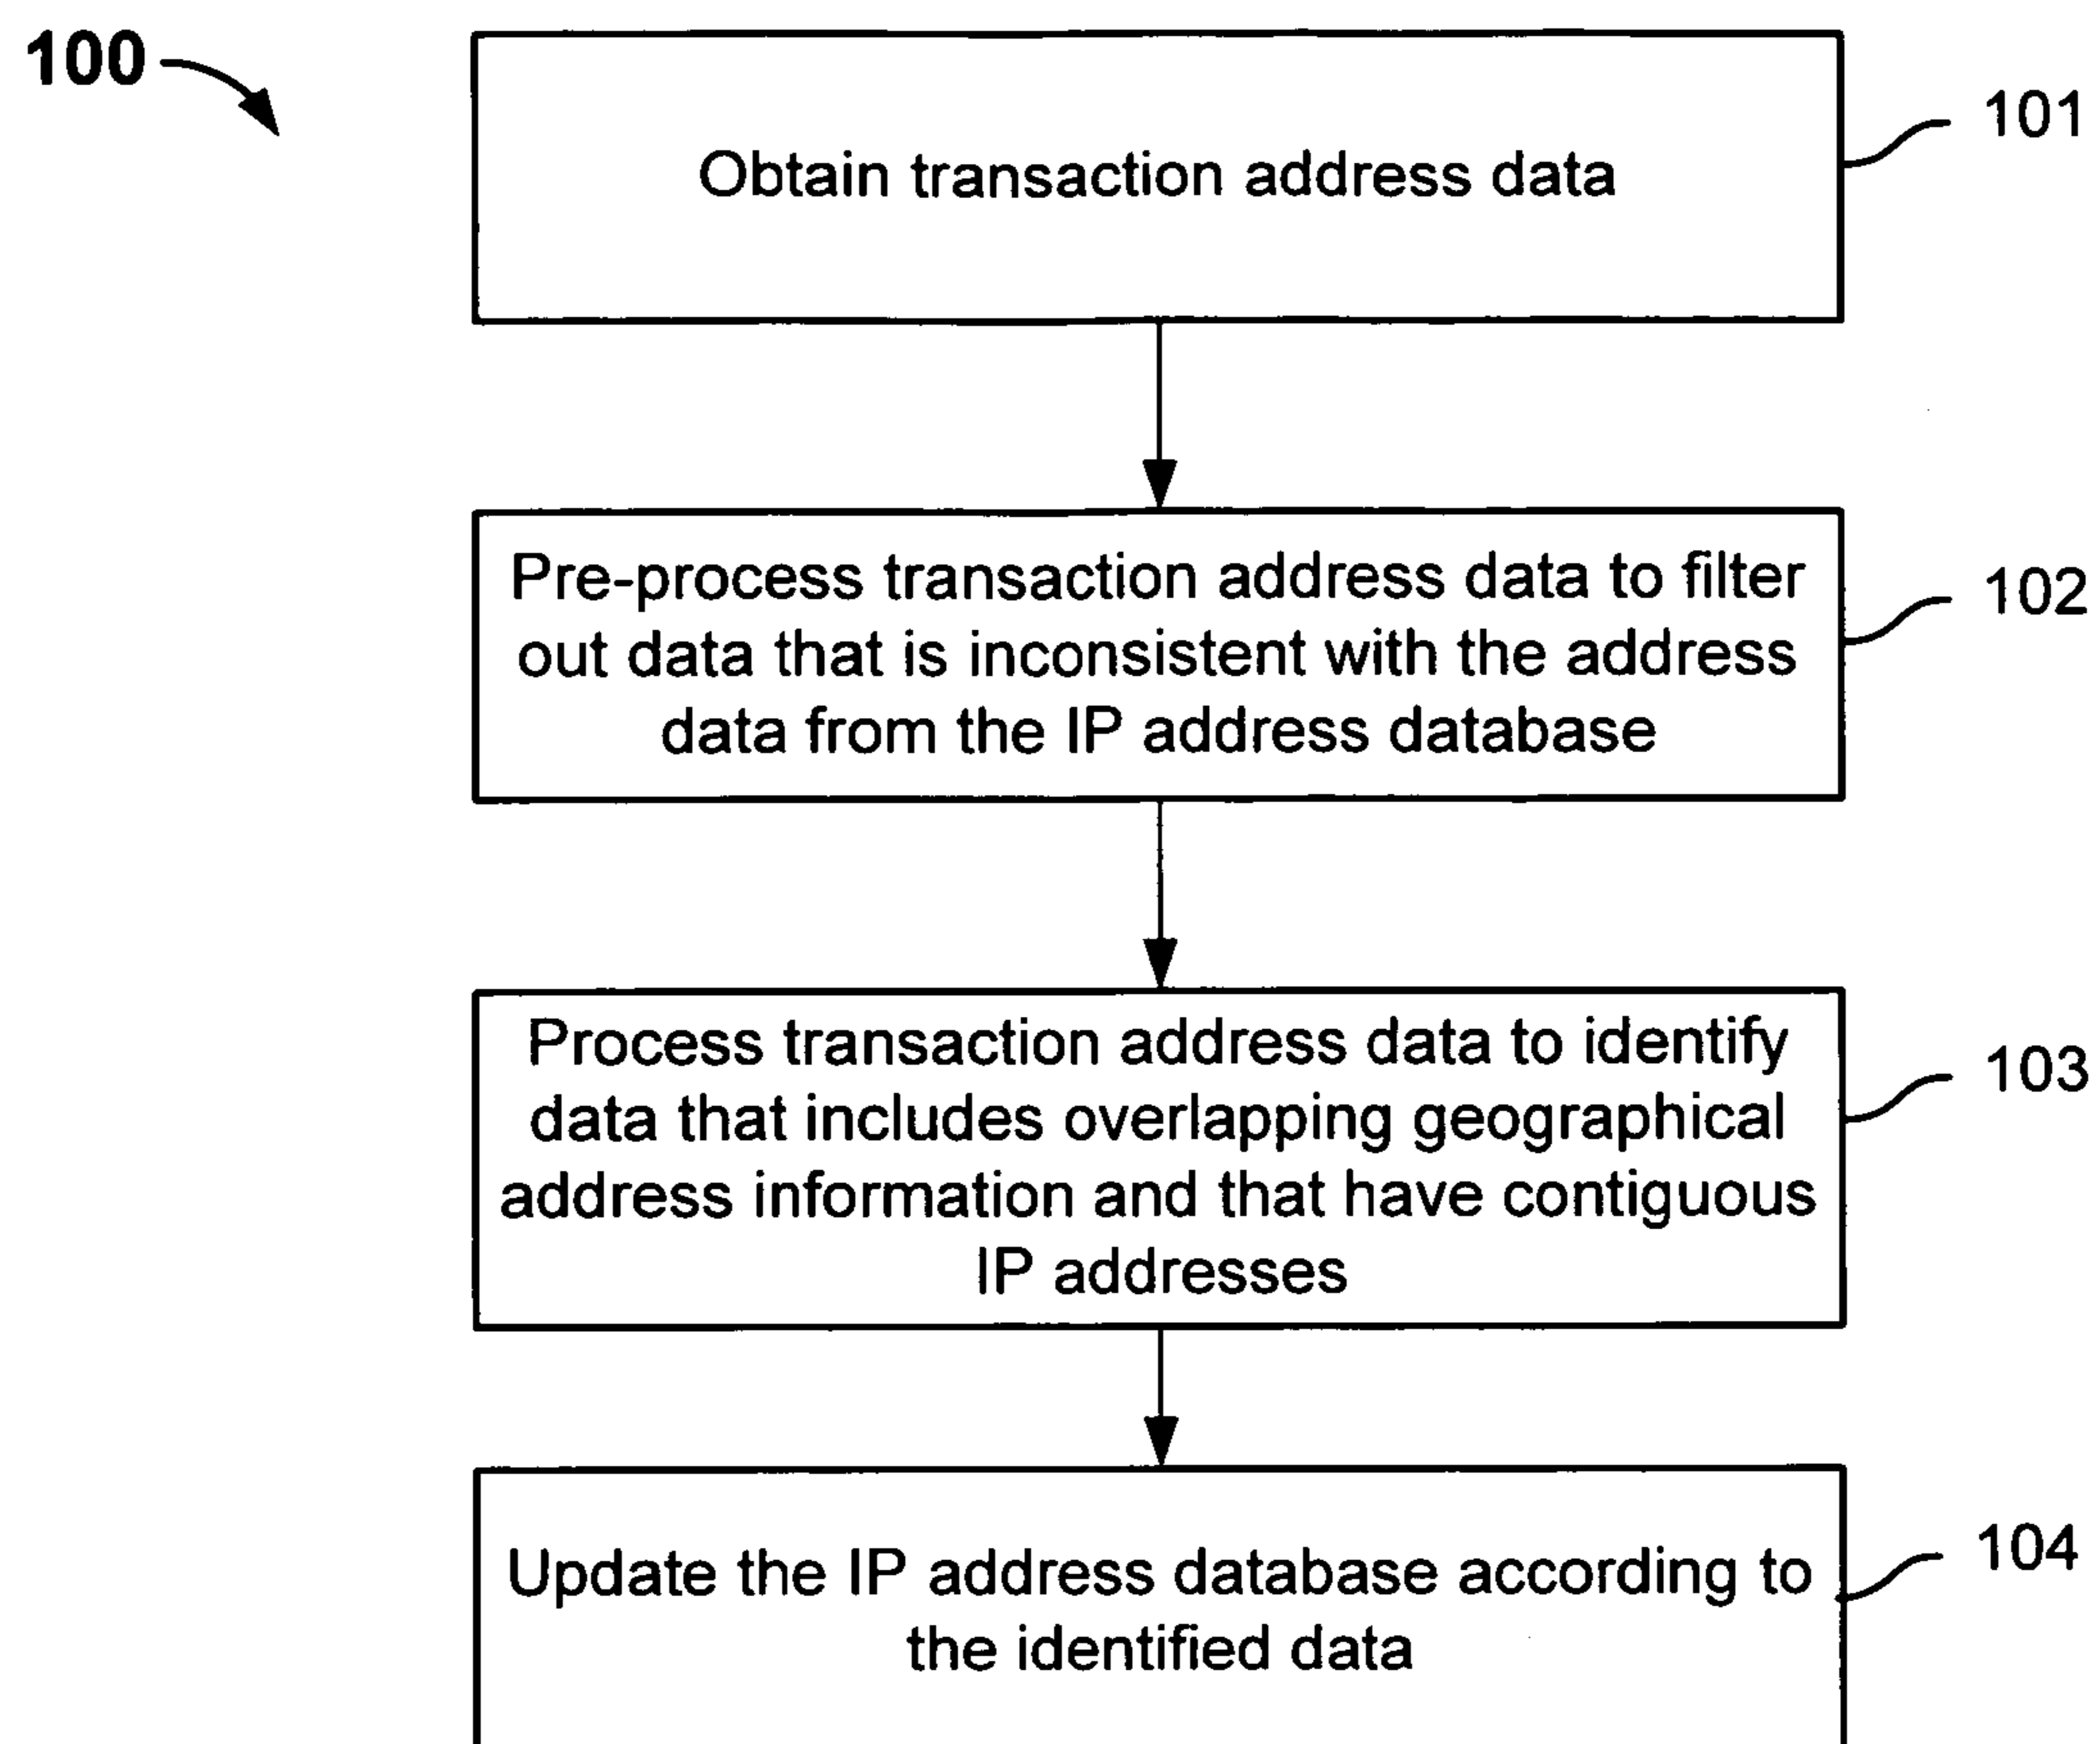 100
Obtain transaction address data
101
Pre-process transaction address data to filter
out data that is inconsistent with the address
data from the IP address database
102
Process transaction address data to identify
data that includes overlapping geographical
address information and that have contiguous
IP addresses
103
Update the IP address database according to
the identified data
104